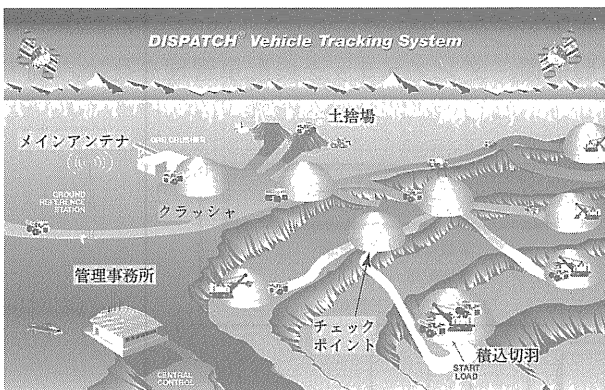 DISPATCH® Vehicle Tracking System
土捨場
メインアンテナ
ORE CRUSHER
GROUND
REFERENCE
STATION
クラッシャ
管理事務所
チェック
ポイント
積込切羽
START
LOAD
CENTRAL
CONTROL